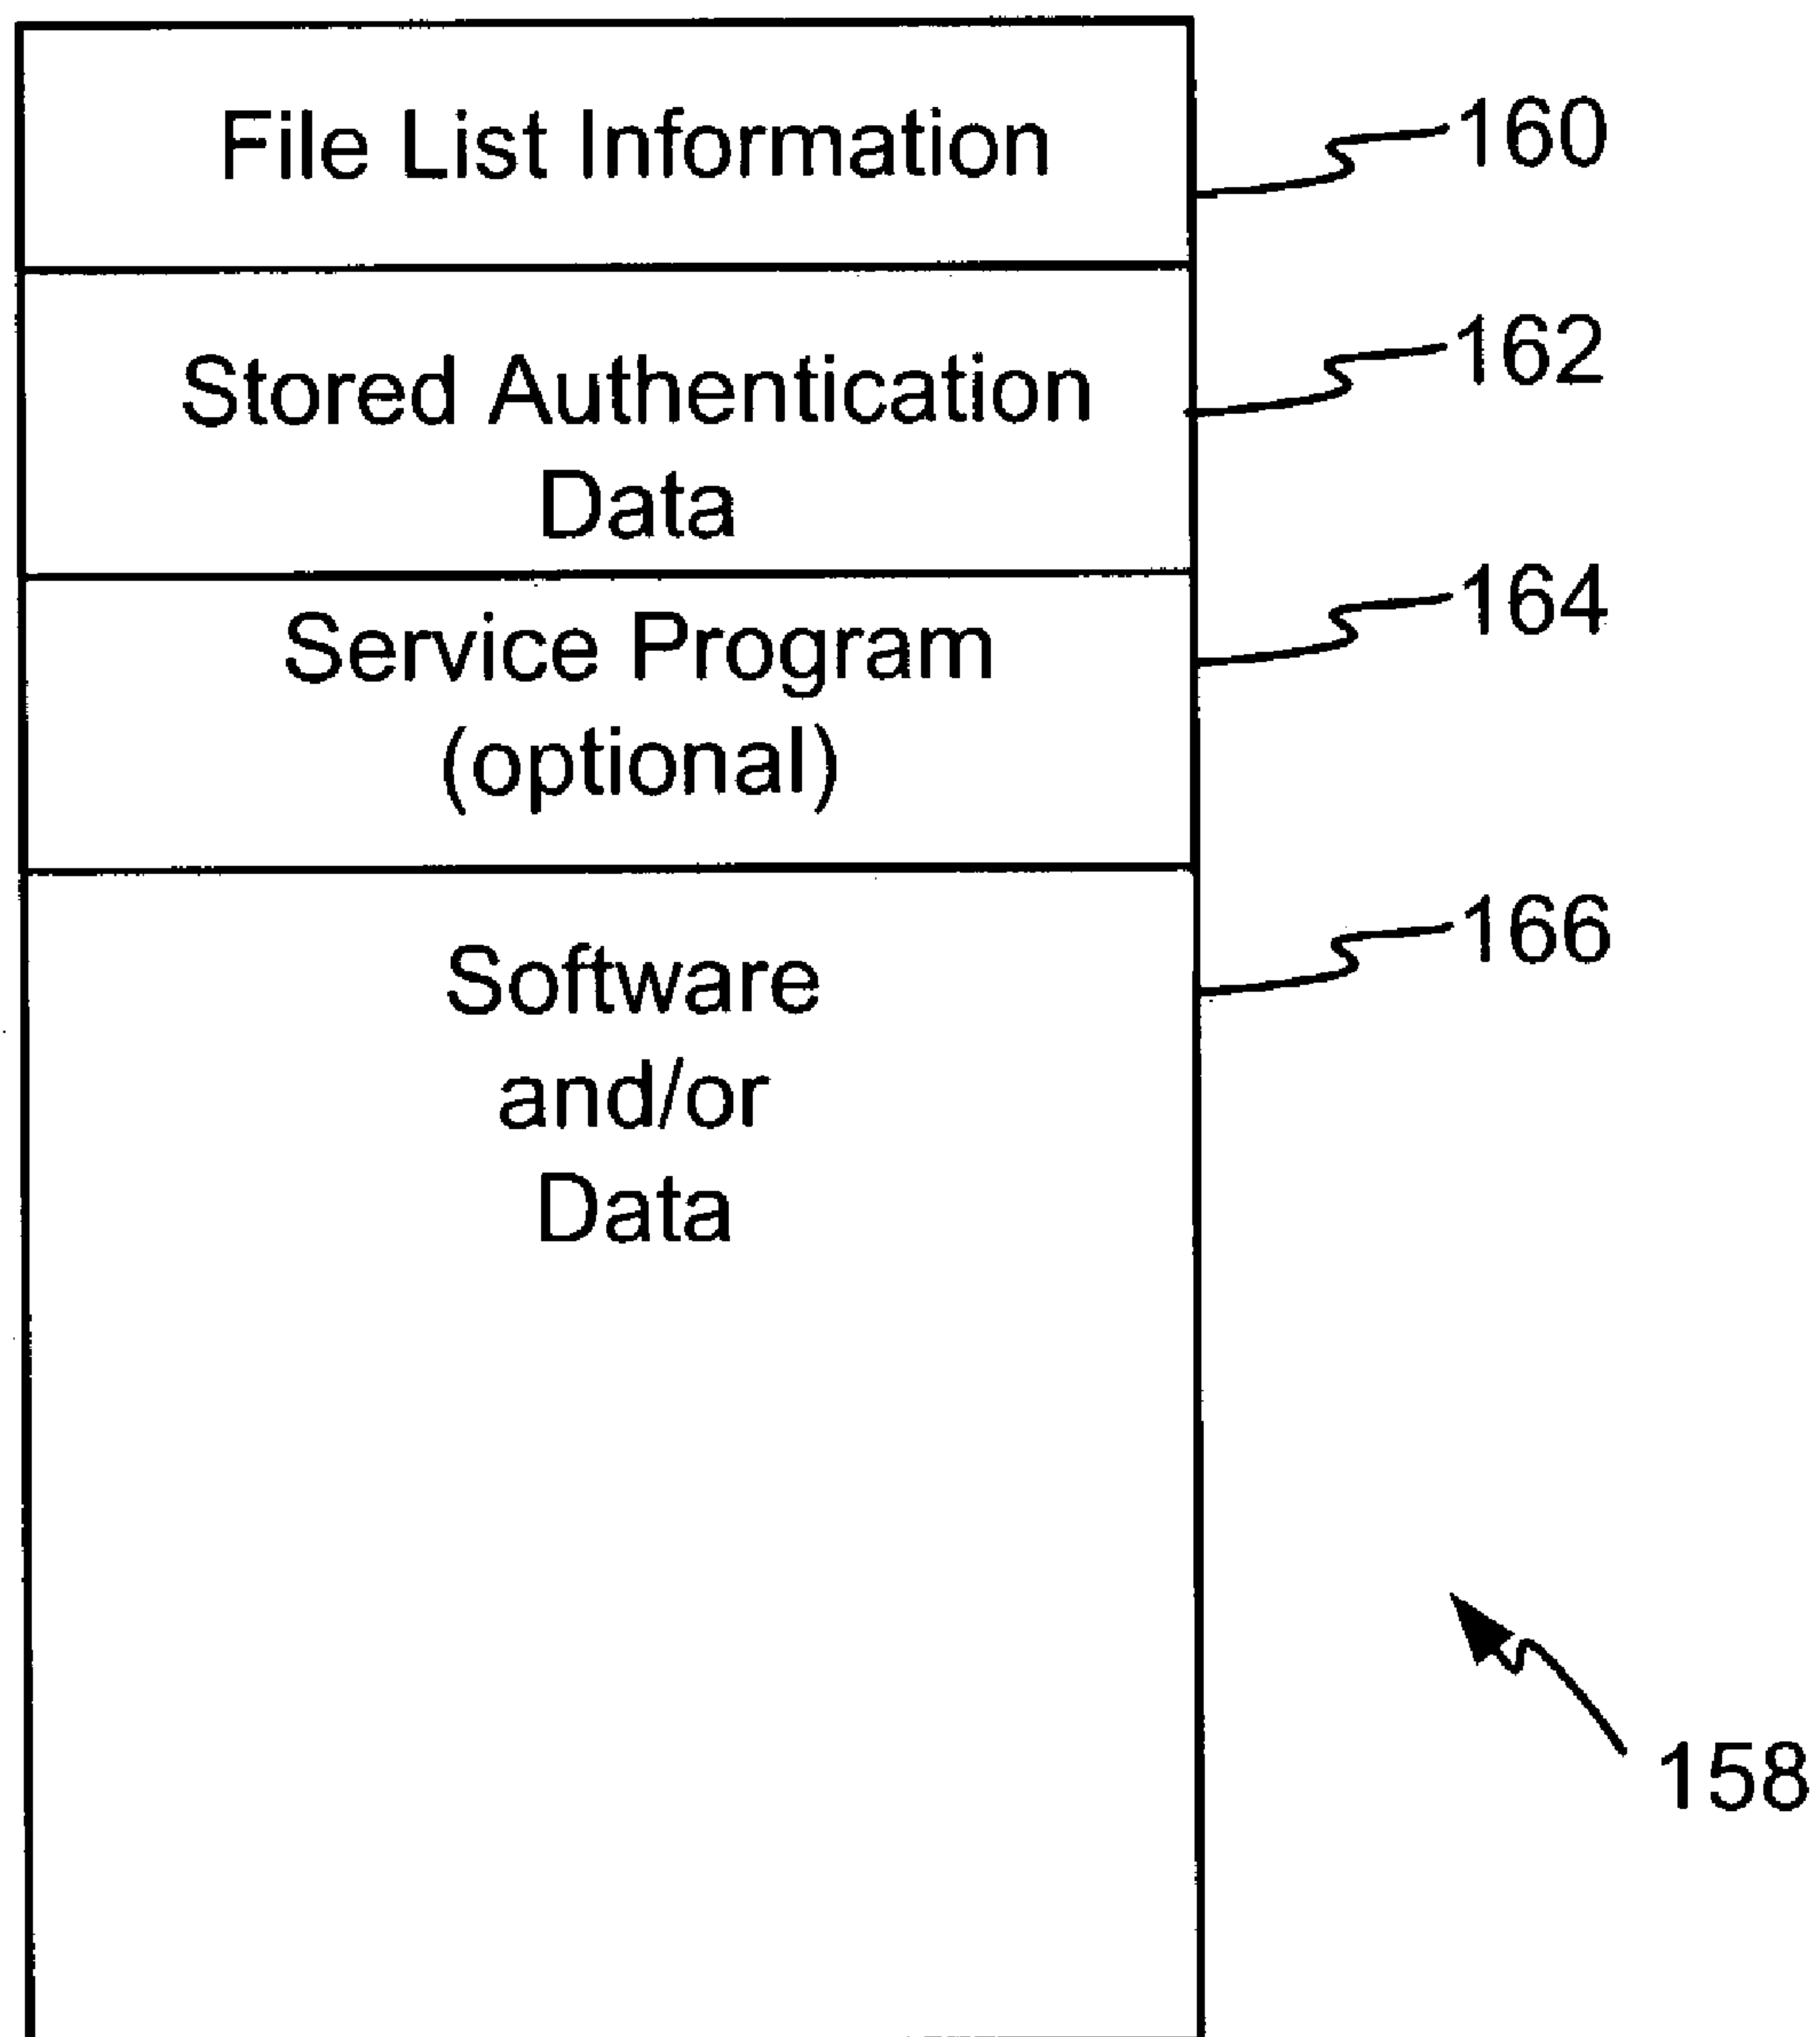 File List Information
160
Stored Authentication
Data
162
Service Program
(optional)
164
Software
and/or
Data
166
158